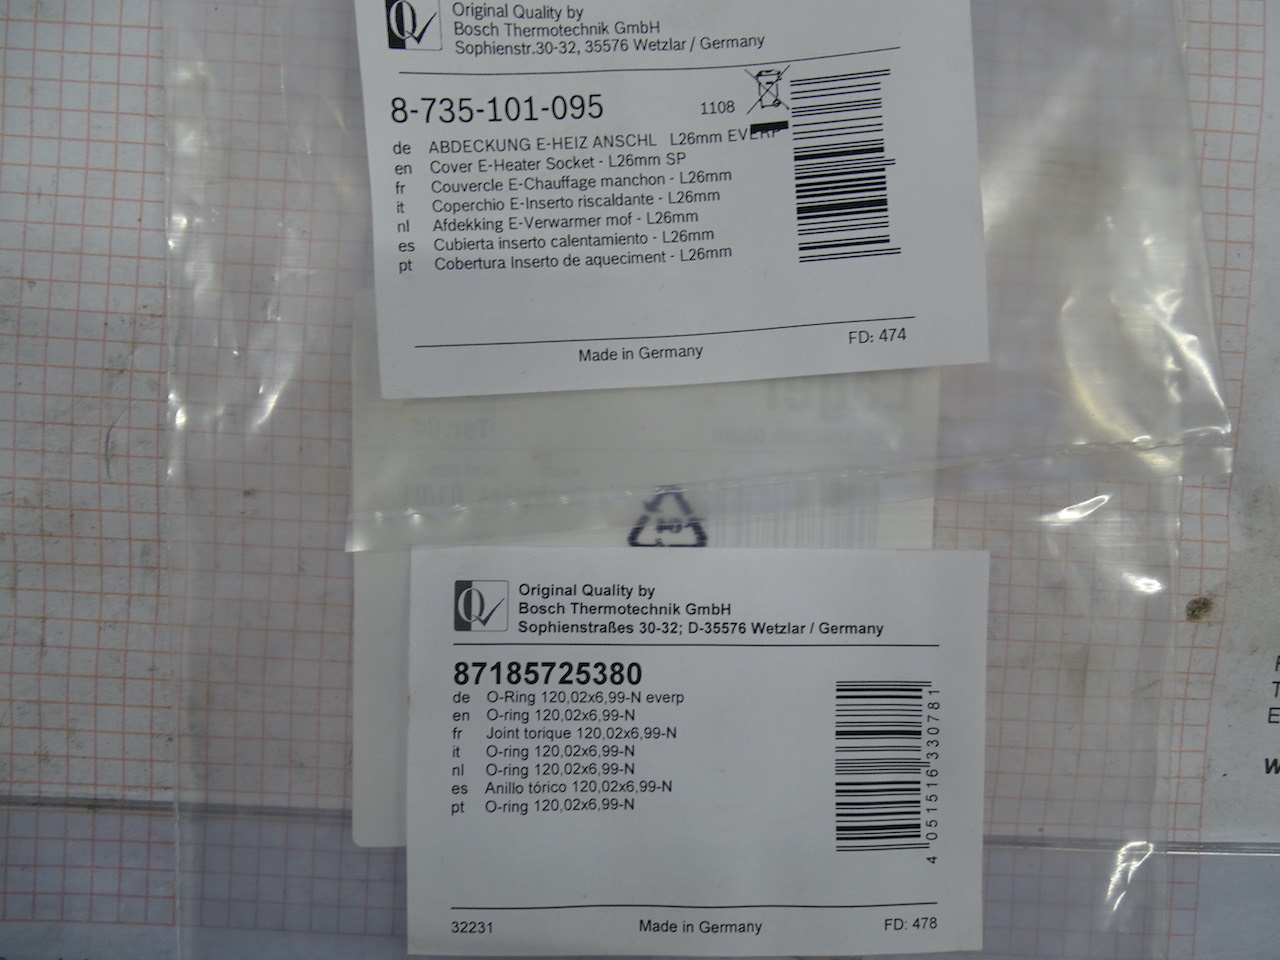 Original Quality by
Bosch Thermotechnik GmbH
Sophienstr.30-32, 35576 Wetzlar / Germany
8-735-101-095
1108
de ABDECKUNG E-HEIZ ANSCHL L26mm EVERP
en Cover E-Heater Socket - L26mm SP
fr Couvercle E-Chauffage manchon - L26mm
it Coperchio E-Inserto riscaldante - L26mm
nl Afdekking E-Verwarmer mof - L26mm
es Cubierta inserto calentamiento - L26mm
pt Cobertura Inserto de aqueciment - L26mm
Made in Germany
FD: 474
04
Original Quality by
Bosch Thermotechnik GmbH
Sophienstraßes 30-32; D-35576 Wetzlar / Germany
87185725380
de O-Ring 120,02x6,99-N everp
en O-ring 120,02x6,99-N
fr Joint torique 120,02x6,99-N
it O-ring 120,02x6,99-N
nl O-ring 120,02x6,99-N
es Anillo tórico 120,02x6,99-N
pt O-ring 120,02x6,99-N
4 051516 330781
32231
Made in Germany
FD: 478